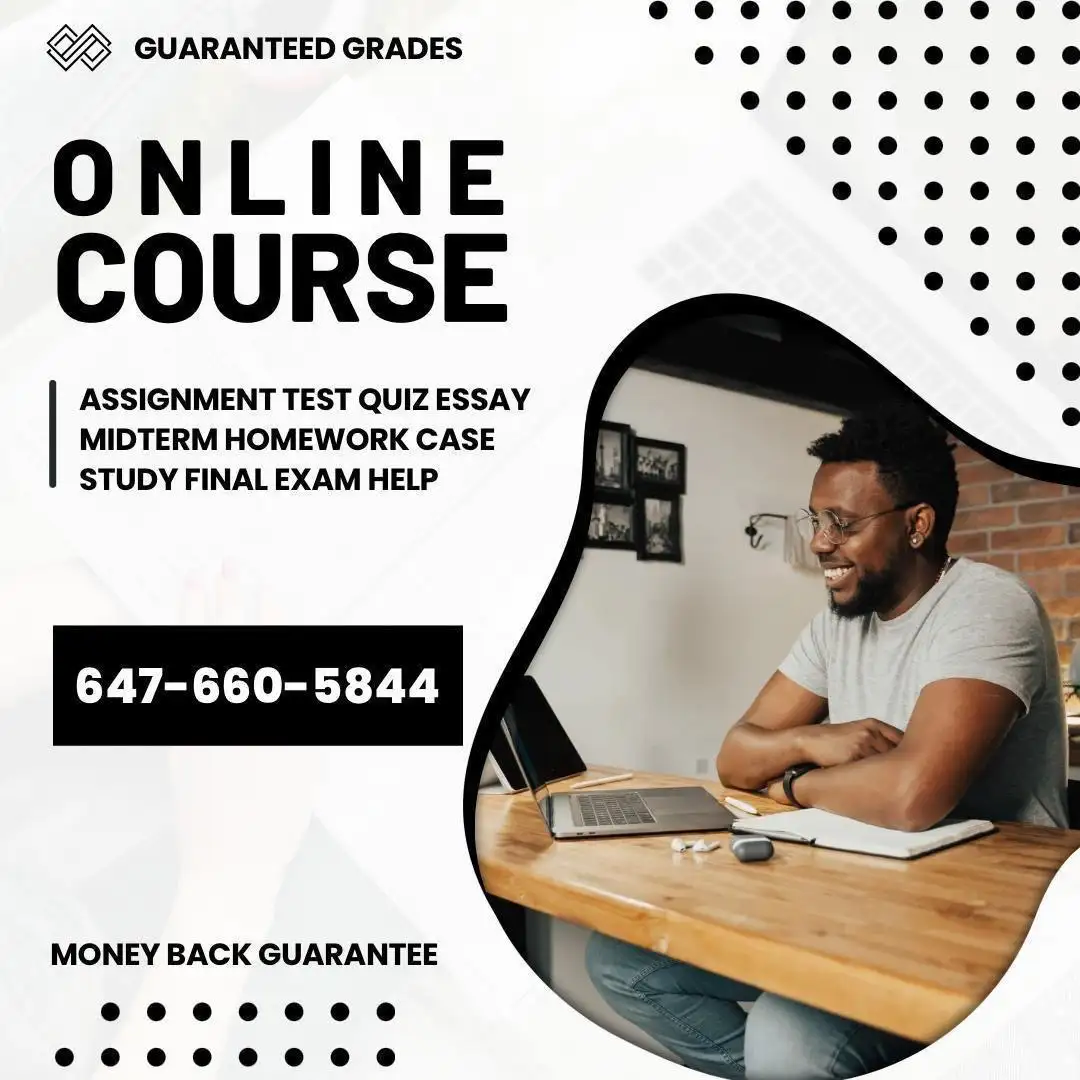 GUARANTEED GRADES
ONLINE
COURSE
ASSIGNMENT TEST QUIZ ESSAY
MIDTERM HOMEWORK CASE
STUDY FINAL EXAM HELP
647-660-5844
MONEY BACK GUARANTEE